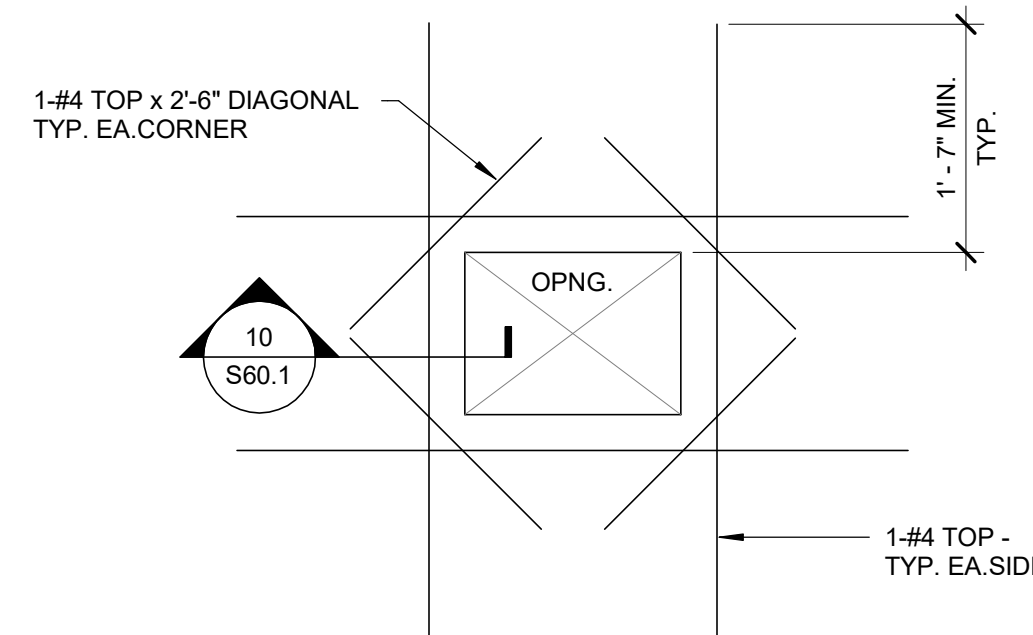 1-#4 TOP x 2'-6" DIAGONAL
TYP. EA.CORNER
1' - 7" MIN.
TYP.
OPNG.
10
S60.1
1-#4 TOP -
TYP. EA.SID